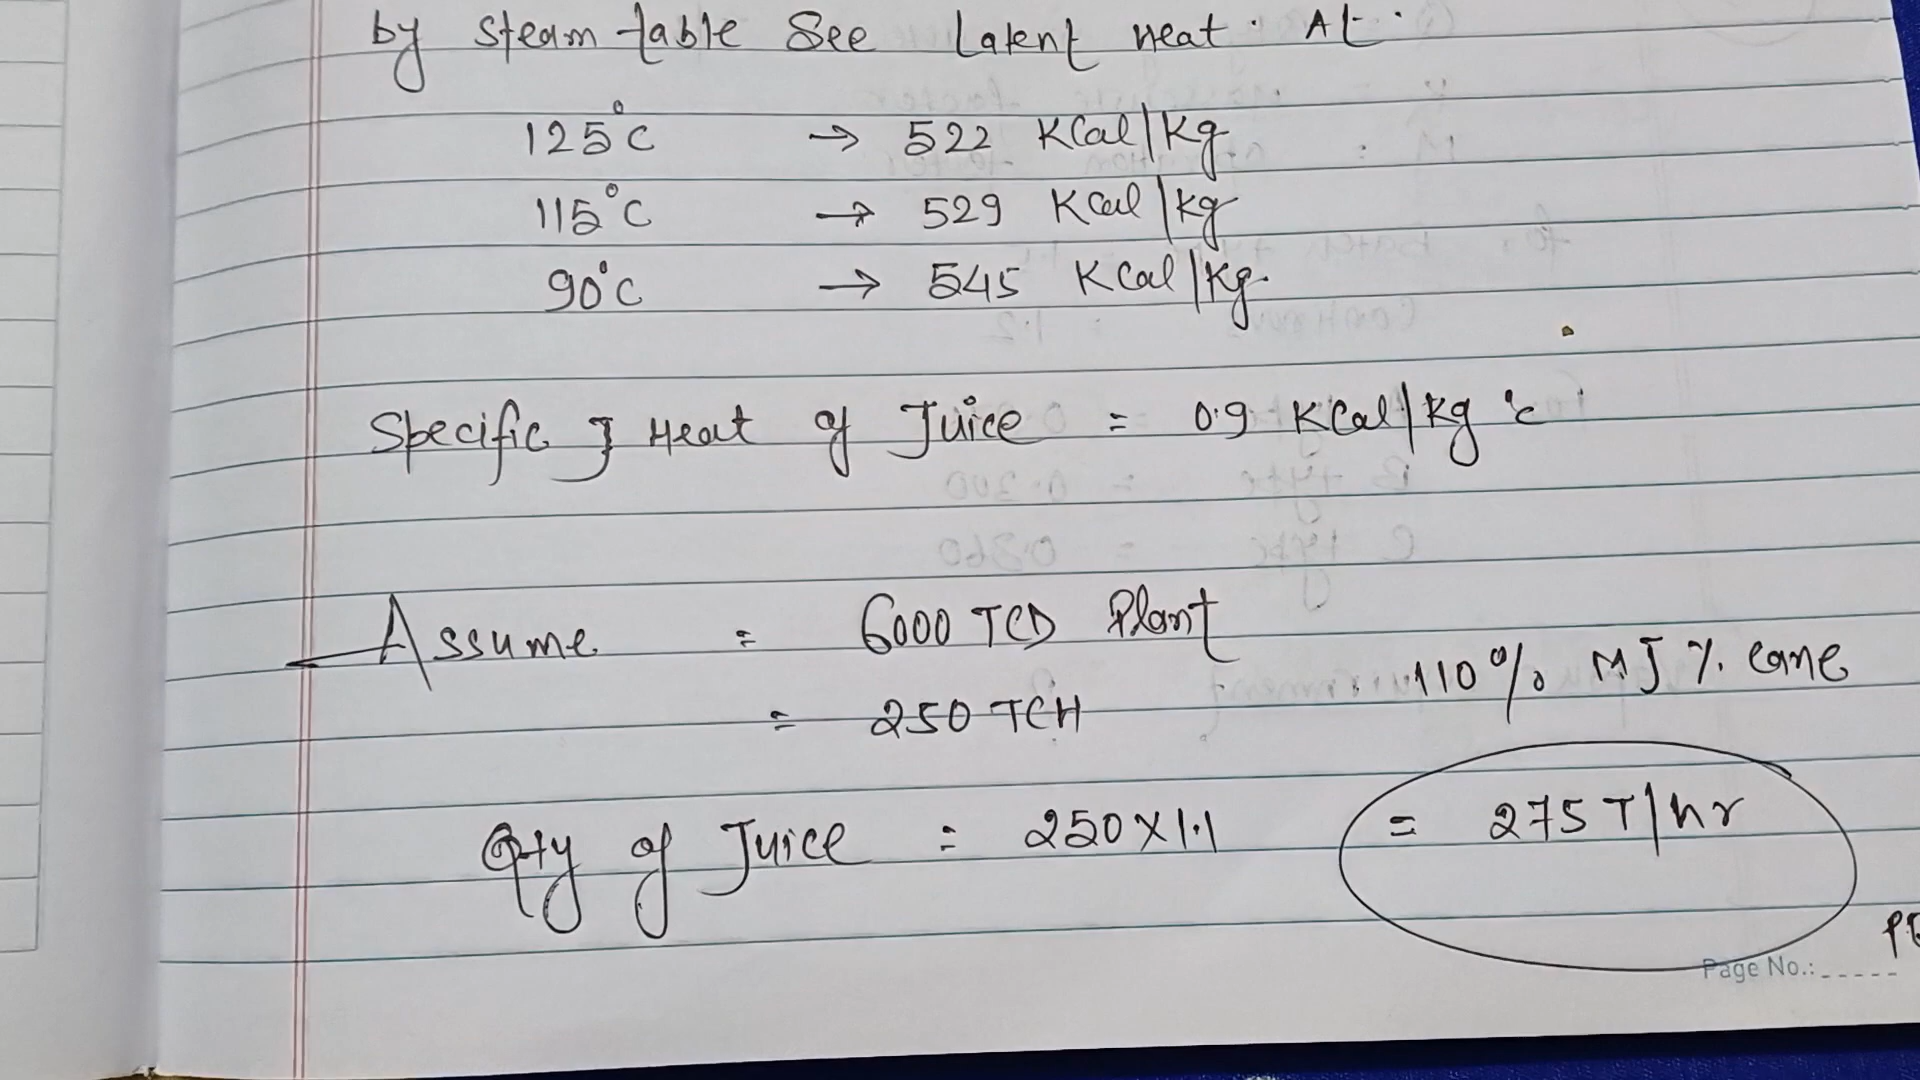 by steam table See Latent Heat. At.
125°C → 522 KCal/Kg
115°C → 529 KCal/Kg
90°C → 545 KCal/Kg.
Specific Heat of Juice = 0.9 KCal/Kg °C
Assume = 6000 TCD Plant
= 250 TCH 110% MJ % cane
Qty of Juice = 250 X 1.1 = 275 T/hr
Page No.: